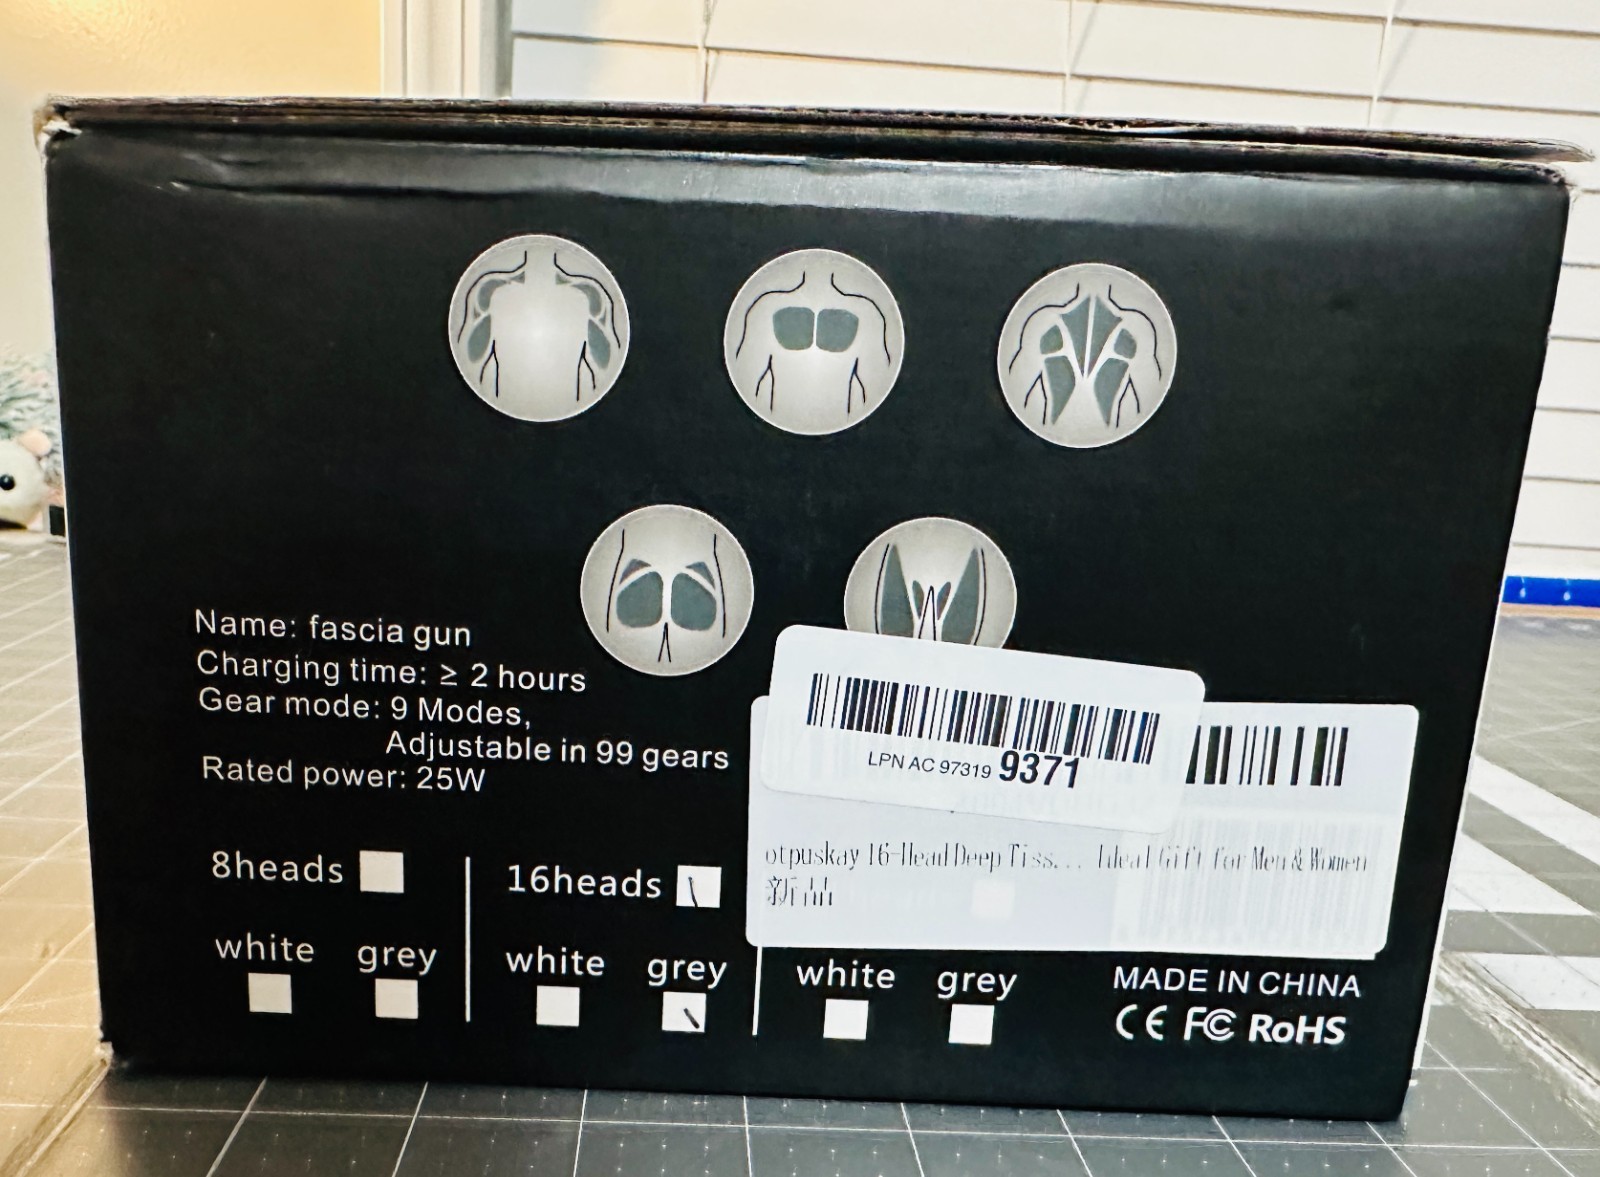 Name: fascia gun
Charging time: ≥ 2 hours
Gear mode: 9 Modes,
Adjustable in 99 gears
Rated power: 25W
LPN AC 97319 9371
otpuskay 16-Head Deep Tiss... Ideal Gift for Men & Women
新品
8heads
16heads
white grey
white grey
white grey
MADE IN CHINA
CE FC RoHS